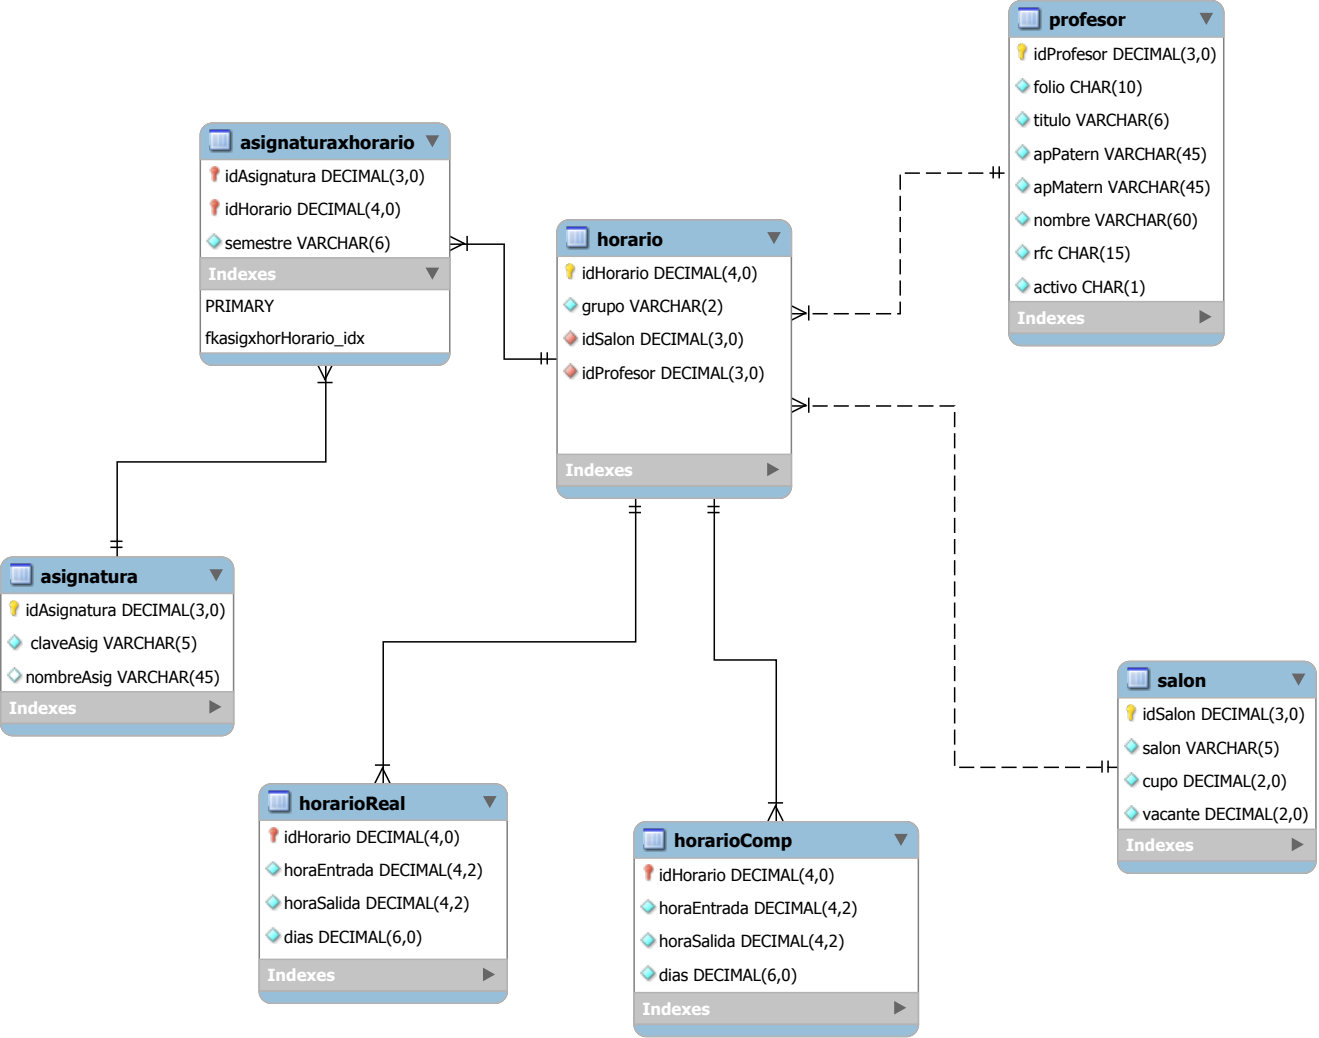 profesor
idProfesor DECIMAL(3,0)
folio CHAR(10)
titulo VARCHAR(6)
apPatern VARCHAR(45)
apMatern VARCHAR(45)
nombre VARCHAR(60)
rfc CHAR(15)
activo CHAR(1)
Indexes
asignaturaxhorario
idAsignatura DECIMAL(3,0)
idHorario DECIMAL(4,0)
semestre VARCHAR(6)
Indexes
PRIMARY
fkasigxhorHorario_idx
horario
idHorario DECIMAL(4,0)
grupo VARCHAR(2)
idSalon DECIMAL(3,0)
idProfesor DECIMAL(3,0)
Indexes
asignatura
idAsignatura DECIMAL(3,0)
claveAsig VARCHAR(5)
nombreAsig VARCHAR(45)
Indexes
salon
idSalon DECIMAL(3,0)
salon VARCHAR(5)
cupo DECIMAL(2,0)
vacante DECIMAL(2,0)
Indexes
horarioReal
idHorario DECIMAL(4,0)
horaEntrada DECIMAL(4,2)
horaSalida DECIMAL(4,2)
dias DECIMAL(6,0)
Indexes
horarioComp
idHorario DECIMAL(4,0)
horaEntrada DECIMAL(4,2)
horaSalida DECIMAL(4,2)
dias DECIMAL(6,0)
Indexes